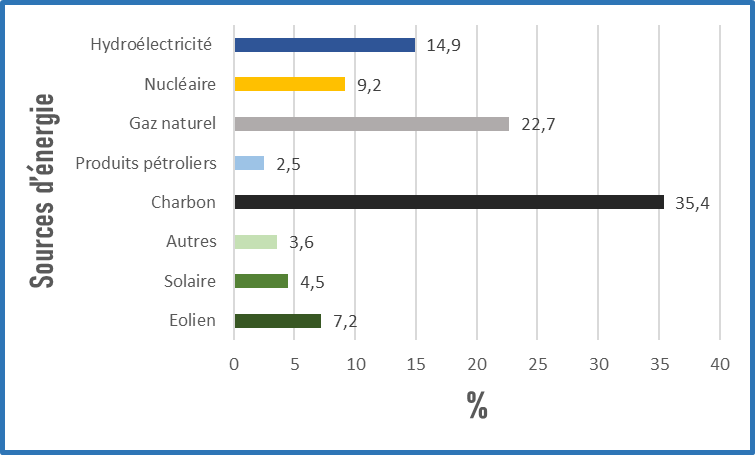 Sources d'énergie
Hydroélectricité 14,9
Nucléaire 9,2
Gaz naturel 22,7
Produits pétroliers 2,5
Charbon 35,4
Autres 3,6
Solaire 4,5
Eolien 7,2
0 5 10 15 20 25 30 35 40
%